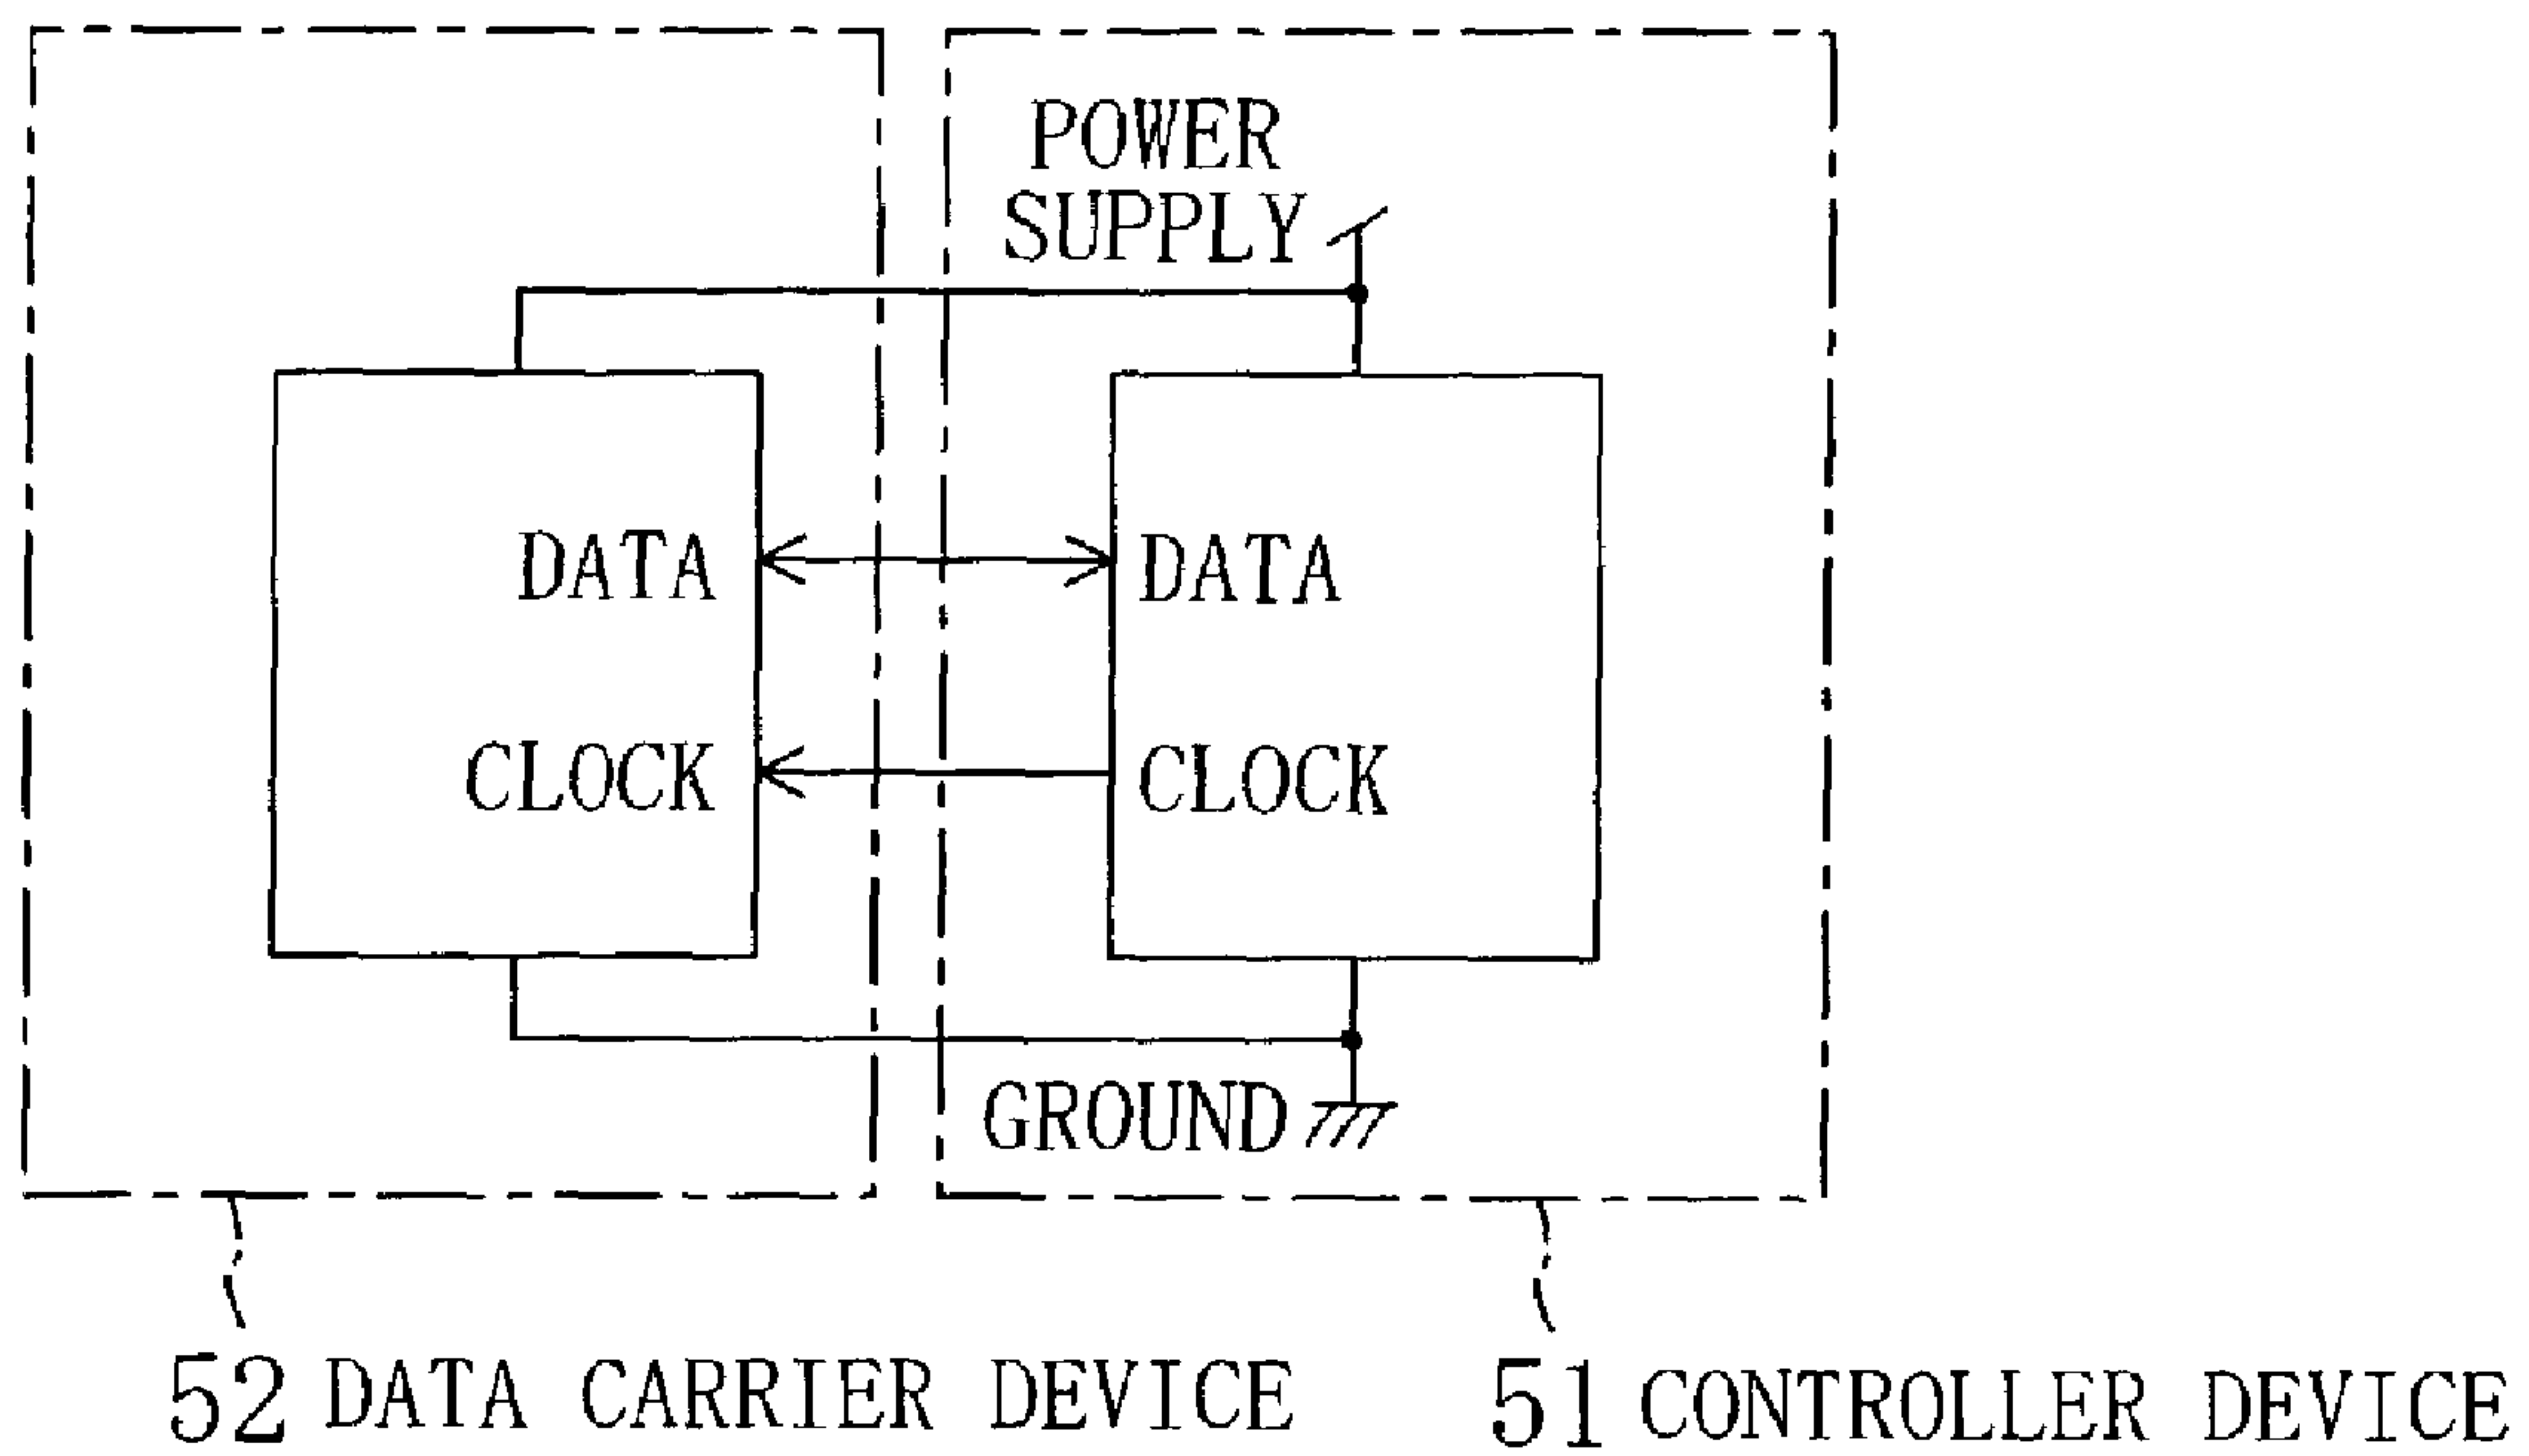 POWER
SUPPLY
DATA
DATA
CLOCK
CLOCK
GROUND
52 DATA CARRIER DEVICE
51 CONTROLLER DEVICE